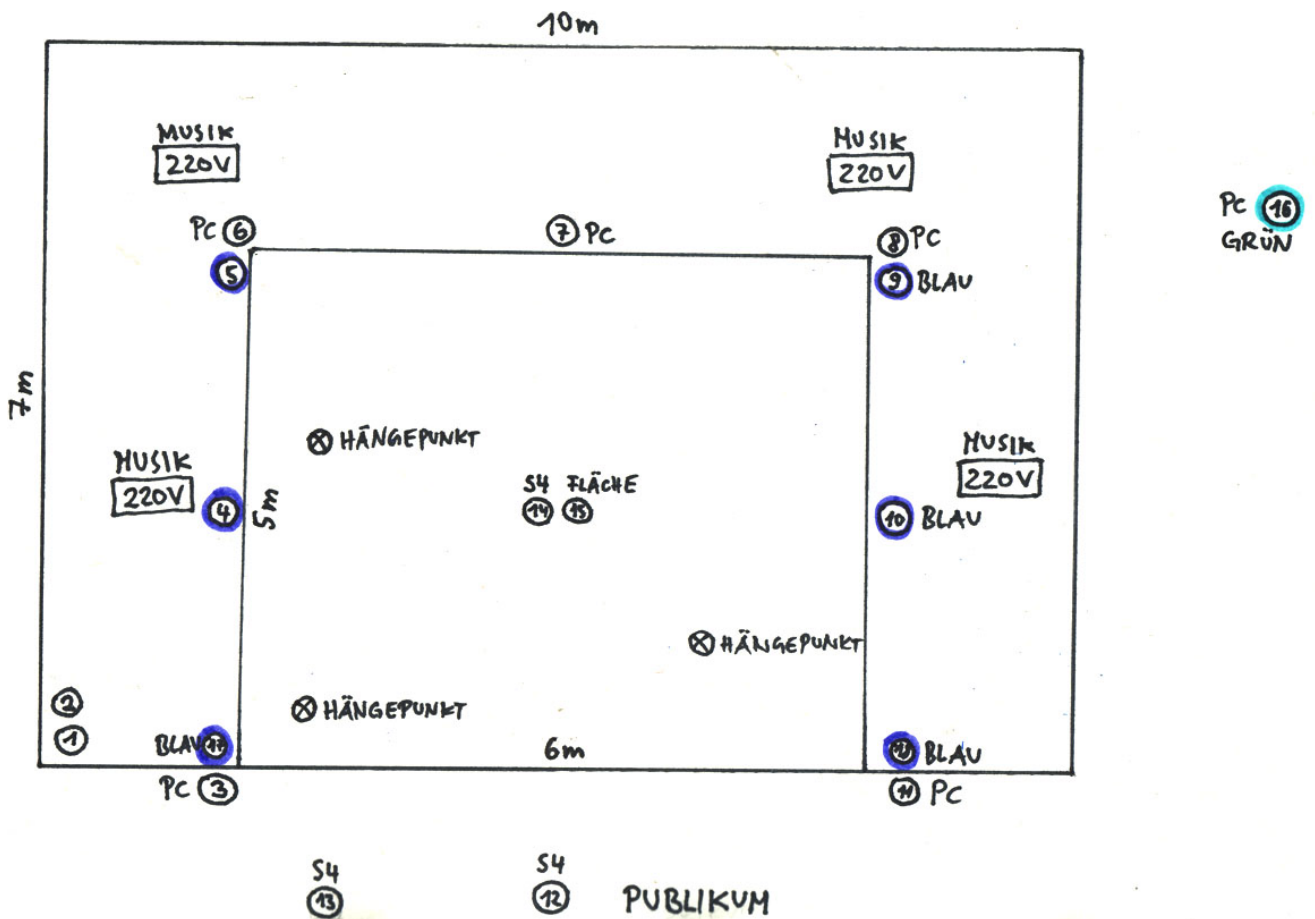 10m
MUSIK
220V
MUSIK
220V
PC 16
GRÜN
PC 6
7 PC
8 PC
5
9 BLAU
7m
HÄNGEPUNKT
MUSIK
220V
MUSIK
220V
4
5m
S4 FLÄCHE
14 15
10 BLAU
HÄNGEPUNKT
2
HÄNGEPUNKT
1
BLAU 17
6m
BLAU
PC 3
11 PC
S4
13
S4
12
PUBLIKUM